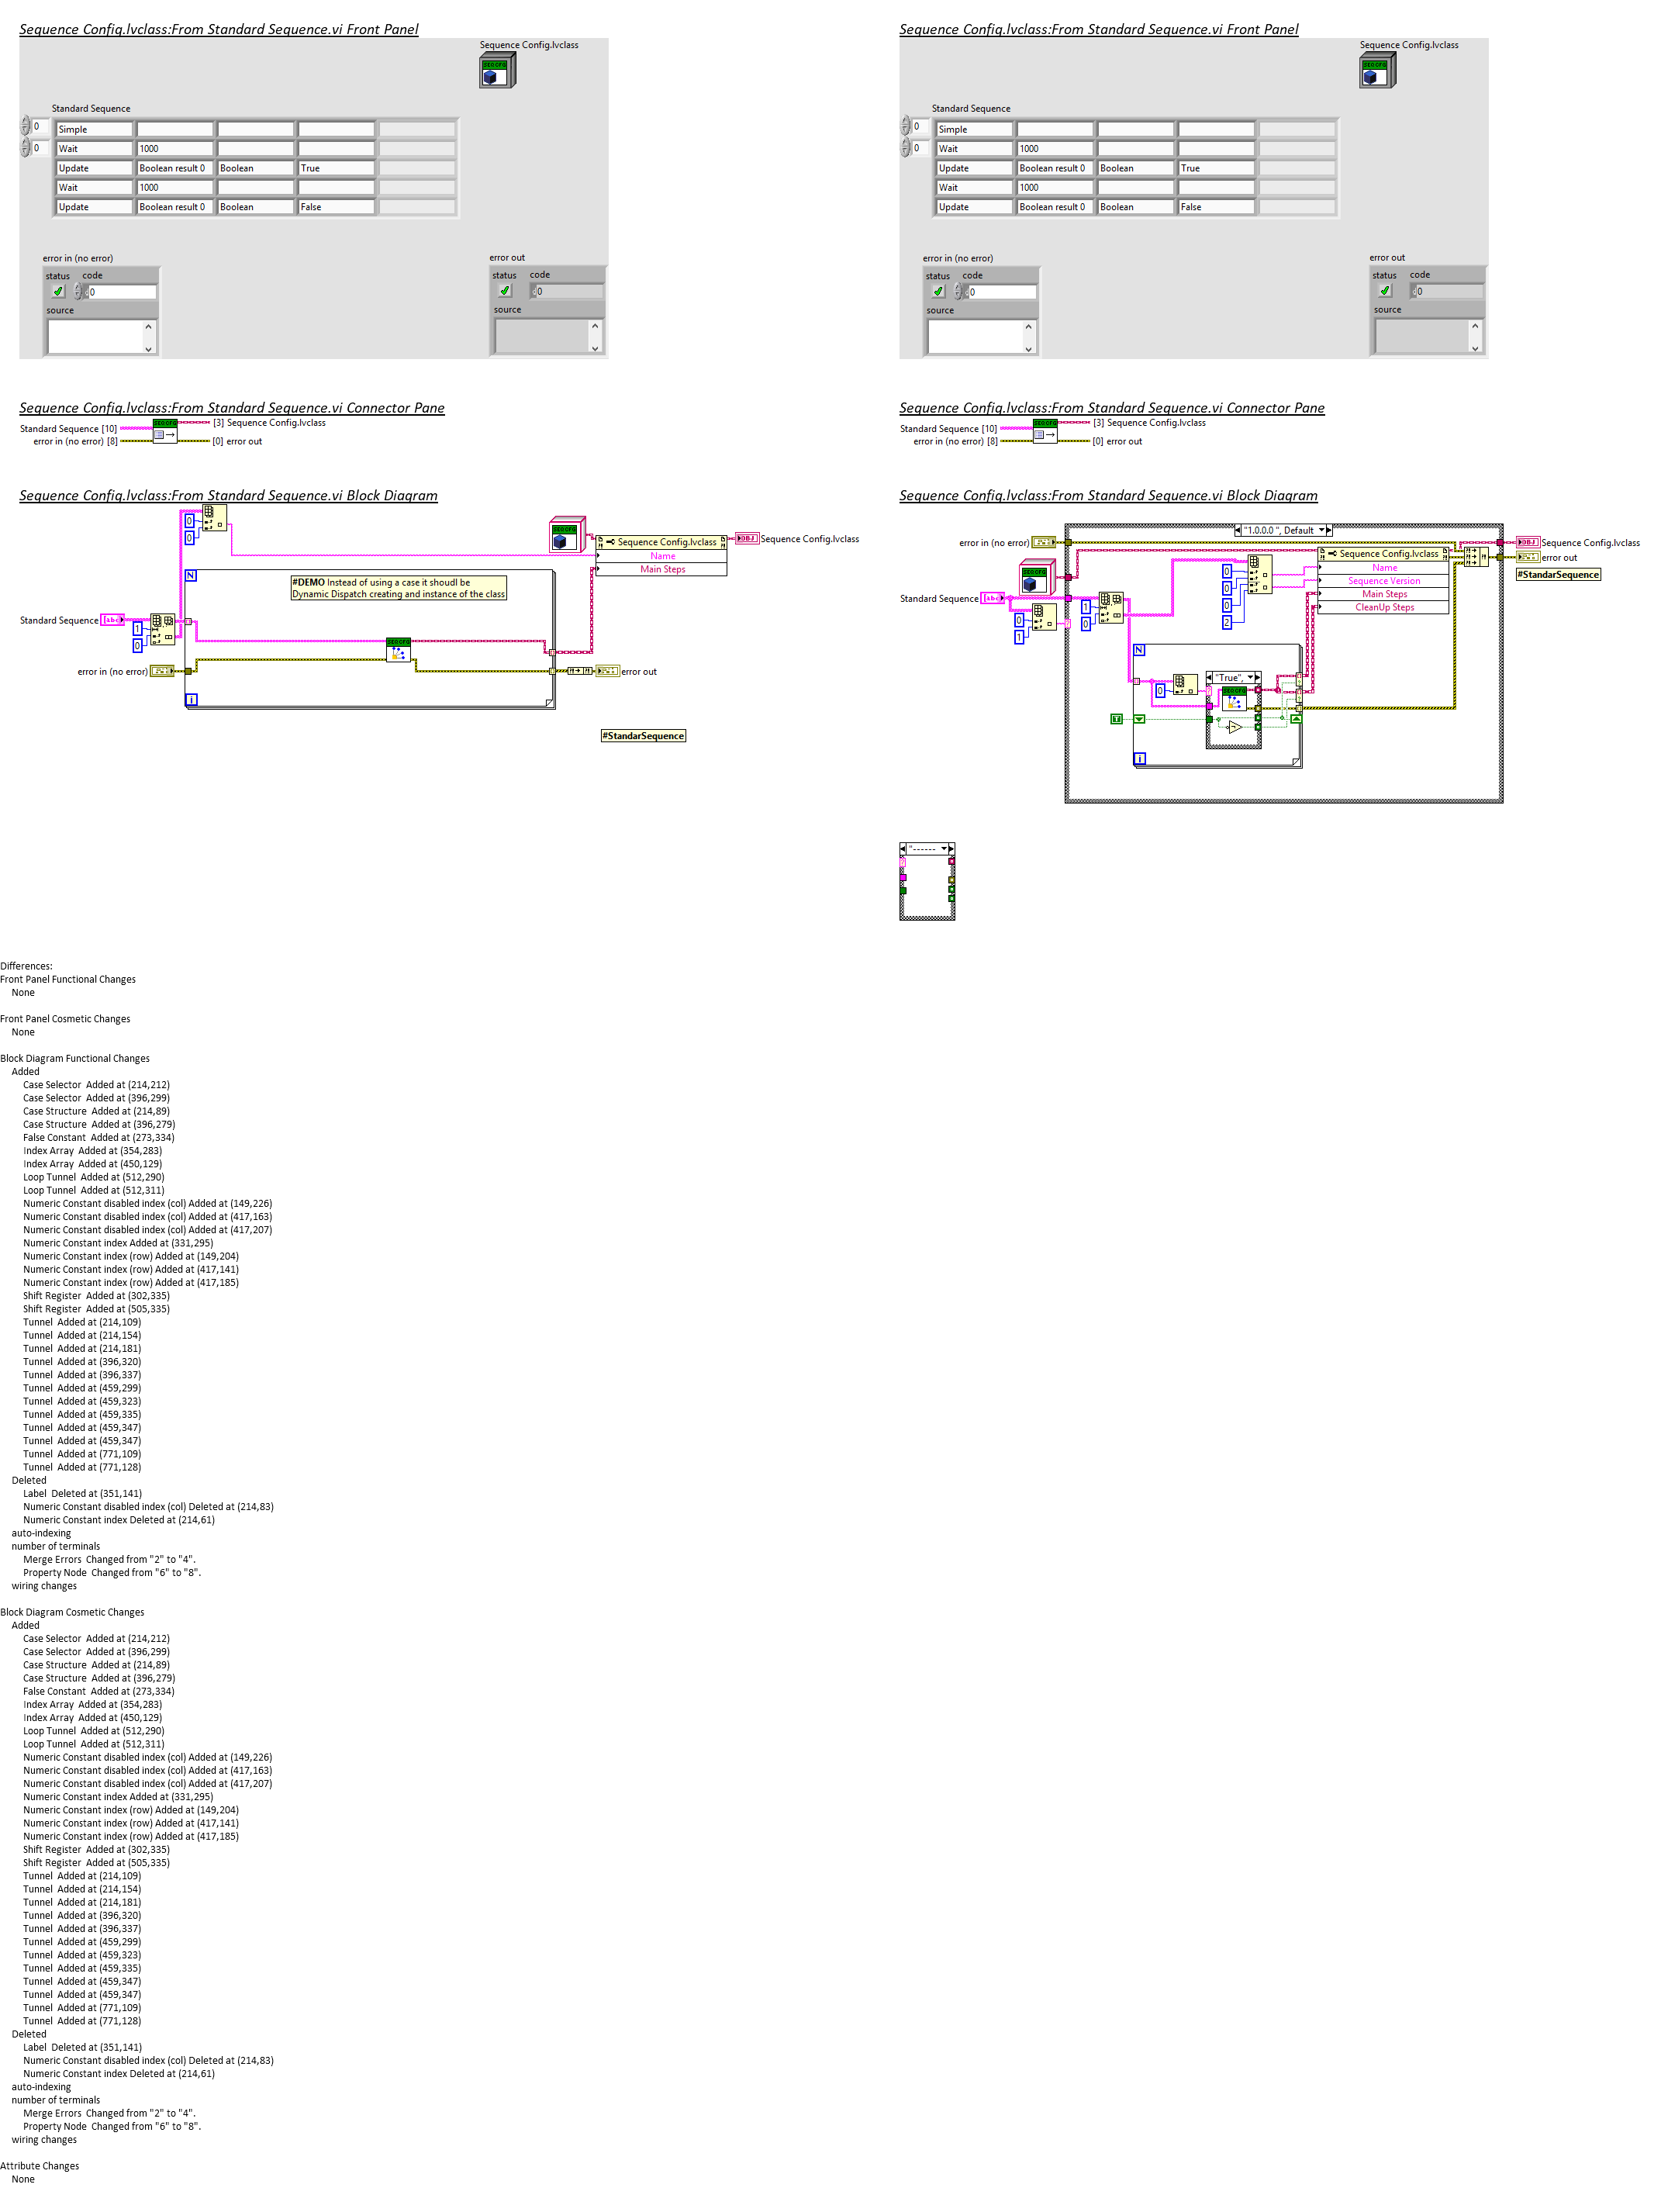 Sequence Config.lvclass:From Standard Sequence.vi Front Panel
Sequence Config.lvclass
Standard Sequence
0
Simple
0
Wait 1000
Update Boolean result 0 Boolean True
Wait 1000
Update Boolean result 0 Boolean False
error in (no error)
status code
0
source
error out
status code
0
source
Sequence Config.lvclass:From Standard Sequence.vi Connector Pane
Standard Sequence [10]
error in (no error) [8]
[3] Sequence Config.lvclass
[0] error out
Sequence Config.lvclass:From Standard Sequence.vi Block Diagram
0
0
Sequence Config.lvclass
Name
Main Steps
OBJ
Sequence Config.lvclass
N
#DEMO Instead of using a case it shoudl be
Dynamic Dispatch creating and instance of the class
Standard Sequence
abc
1
0
error in (no error)
error out
i
#StandarSequence
Sequence Config.lvclass:From Standard Sequence.vi Front Panel
Sequence Config.lvclass
Standard Sequence
0
Simple
0
Wait 1000
Update Boolean result 0 Boolean True
Wait 1000
Update Boolean result 0 Boolean False
error in (no error)
status code
0
source
error out
status code
0
source
Sequence Config.lvclass:From Standard Sequence.vi Connector Pane
Standard Sequence [10]
error in (no error) [8]
[3] Sequence Config.lvclass
[0] error out
Sequence Config.lvclass:From Standard Sequence.vi Block Diagram
"1.0.0.0 ", Default
error in (no error)
Sequence Config.lvclass
Name
Sequence Version
Main Steps
CleanUp Steps
OBJ
Sequence Config.lvclass
error out
#StandarSequence
Standard Sequence
abc
0
1
1
0
0
0
0
2
N
"True",
0
T
i
"------
Differences:
Front Panel Functional Changes
None
Front Panel Cosmetic Changes
None
Block Diagram Functional Changes
Added
Case Selector  Added at (214,212)
Case Selector  Added at (396,299)
Case Structure  Added at (214,89)
Case Structure  Added at (396,279)
False Constant  Added at (273,334)
Index Array  Added at (354,283)
Index Array  Added at (450,129)
Loop Tunnel  Added at (512,290)
Loop Tunnel  Added at (512,311)
Numeric Constant disabled index (col) Added at (149,226)
Numeric Constant disabled index (col) Added at (417,163)
Numeric Constant disabled index (col) Added at (417,207)
Numeric Constant index Added at (331,295)
Numeric Constant index (row) Added at (149,204)
Numeric Constant index (row) Added at (417,141)
Numeric Constant index (row) Added at (417,185)
Shift Register  Added at (302,335)
Shift Register  Added at (505,335)
Tunnel  Added at (214,109)
Tunnel  Added at (214,154)
Tunnel  Added at (214,181)
Tunnel  Added at (396,320)
Tunnel  Added at (396,337)
Tunnel  Added at (459,299)
Tunnel  Added at (459,323)
Tunnel  Added at (459,335)
Tunnel  Added at (459,347)
Tunnel  Added at (459,347)
Tunnel  Added at (771,109)
Tunnel  Added at (771,128)
Deleted
Label  Deleted at (351,141)
Numeric Constant disabled index (col) Deleted at (214,83)
Numeric Constant index Deleted at (214,61)
auto-indexing
number of terminals
Merge Errors  Changed from "2" to "4".
Property Node  Changed from "6" to "8".
wiring changes
Block Diagram Cosmetic Changes
Added
Case Selector  Added at (214,212)
Case Selector  Added at (396,299)
Case Structure  Added at (214,89)
Case Structure  Added at (396,279)
False Constant  Added at (273,334)
Index Array  Added at (354,283)
Index Array  Added at (450,129)
Loop Tunnel  Added at (512,290)
Loop Tunnel  Added at (512,311)
Numeric Constant disabled index (col) Added at (149,226)
Numeric Constant disabled index (col) Added at (417,163)
Numeric Constant disabled index (col) Added at (417,207)
Numeric Constant index Added at (331,295)
Numeric Constant index (row) Added at (149,204)
Numeric Constant index (row) Added at (417,141)
Numeric Constant index (row) Added at (417,185)
Shift Register  Added at (302,335)
Shift Register  Added at (505,335)
Tunnel  Added at (214,109)
Tunnel  Added at (214,154)
Tunnel  Added at (214,181)
Tunnel  Added at (396,320)
Tunnel  Added at (396,337)
Tunnel  Added at (459,299)
Tunnel  Added at (459,323)
Tunnel  Added at (459,335)
Tunnel  Added at (459,347)
Tunnel  Added at (459,347)
Tunnel  Added at (771,109)
Tunnel  Added at (771,128)
Deleted
Label  Deleted at (351,141)
Numeric Constant disabled index (col) Deleted at (214,83)
Numeric Constant index Deleted at (214,61)
auto-indexing
number of terminals
Merge Errors  Changed from "2" to "4".
Property Node  Changed from "6" to "8".
wiring changes
Attribute Changes
None